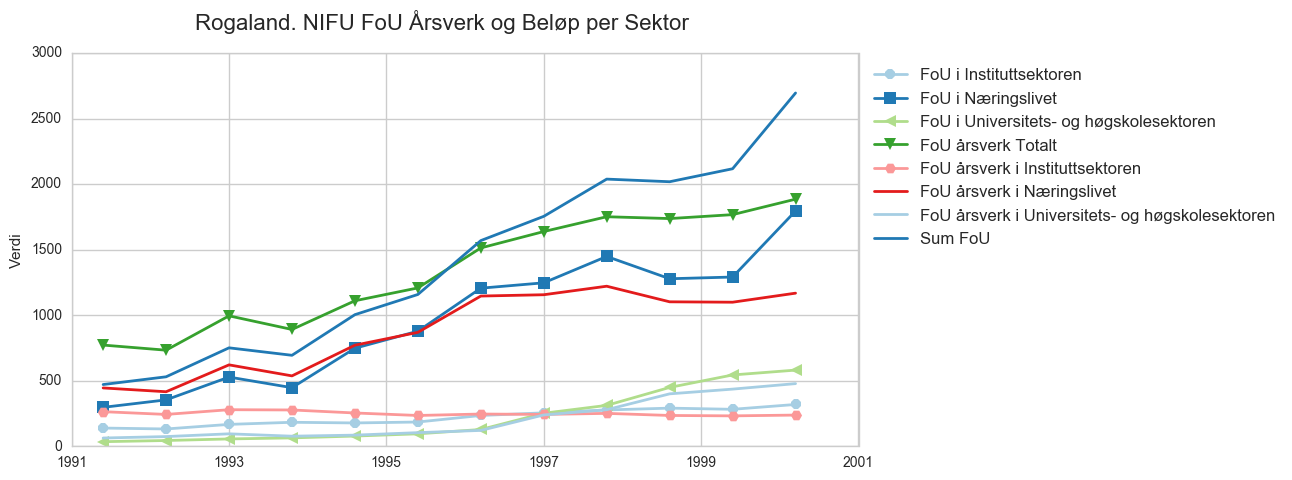 Rogaland. NIFU FoU Årsverk og Beløp per Sektor
3000
2500
2000
1500
1000
500
0
Verdi
1991
1993
1995
1997
1999
2001
FoU i Instituttsektoren
FoU i Næringslivet
FoU i Universitets- og høgskolesektoren
FoU årsverk Totalt
FoU årsverk i Instituttsektoren
FoU årsverk i Næringslivet
FoU årsverk i Universitets- og høgskolesektoren
Sum FoU